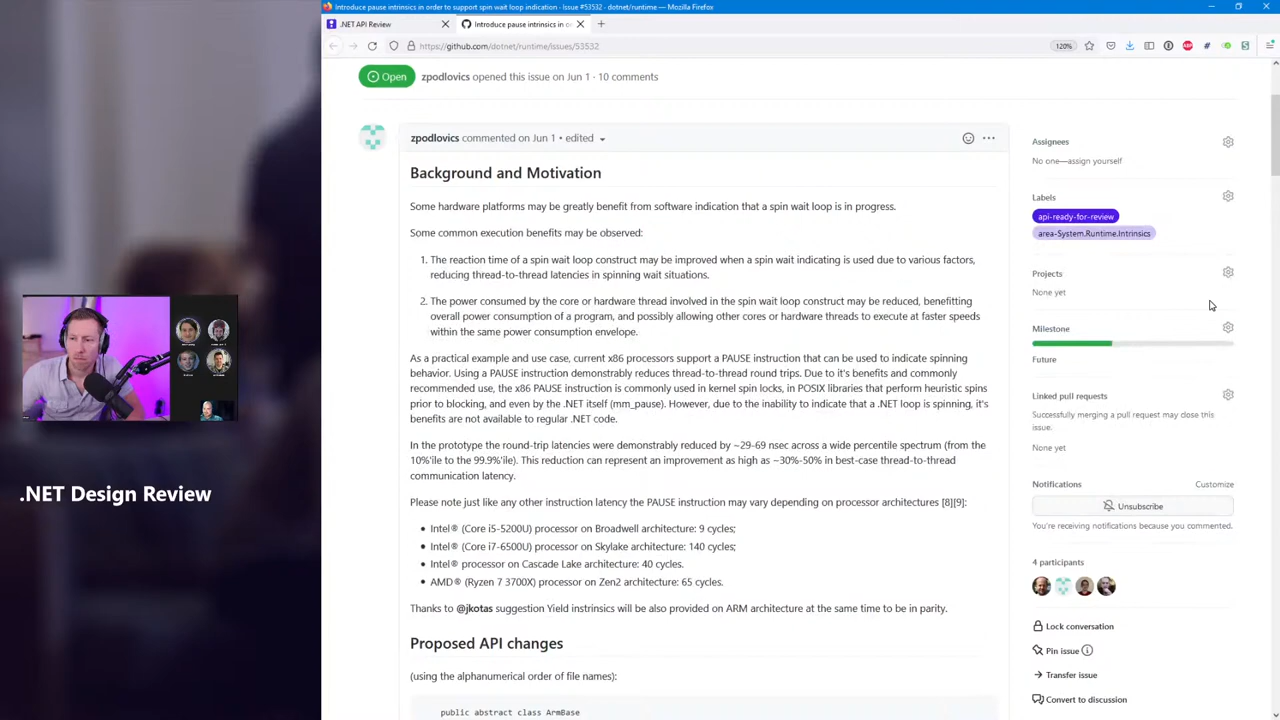 Introduce pause intrinsics in order to support spin wait loop indication · Issue #53532 · dotnet/runtime — Mozilla Firefox
.NET API Review
Introduce pause intrinsics in or
https://github.com/dotnet/runtime/issues/53532
120%
Open
zpodlovics opened this issue on Jun 1 · 10 comments
zpodlovics commented on Jun 1 • edited
Background and Motivation
Some hardware platforms may be greatly benefit from software indication that a spin wait loop is in progress.
Some common execution benefits may be observed:
1. The reaction time of a spin wait loop construct may be improved when a spin wait indicating is used due to various factors,
reducing thread-to-thread latencies in spinning wait situations.
2. The power consumed by the core or hardware thread involved in the spin wait loop construct may be reduced, benefitting
overall power consumption of a program, and possibly allowing other cores or hardware threads to execute at faster speeds
within the same power consumption envelope.
As a practical example and use case, current x86 processors support a PAUSE instruction that can be used to indicate spinning
behavior. Using a PAUSE instruction demonstrably reduces thread-to-thread round trips. Due to it's benefits and commonly
recommended use, the x86 PAUSE instruction is commonly used in kernel spin locks, in POSIX libraries that perform heuristic spins
prior to blocking, and even by the .NET itself (mm_pause). However, due to the inability to indicate that a .NET loop is spinning, it's
benefits are not available to regular .NET code.
In the prototype the round-trip latencies were demonstrably reduced by ~29-69 nsec across a wide percentile spectrum (from the
10%'ile to the 99.9%'ile). This reduction can represent an improvement as high as ~30%-50% in best-case thread-to-thread
communication latency.
Please note just like any other instruction latency the PAUSE instruction may vary depending on processor architectures [8][9]:
• Intel® (Core i5-5200U) processor on Broadwell architecture: 9 cycles;
• Intel® (Core i7-6500U) processor on Skylake architecture: 140 cycles;
• Intel® processor on Cascade Lake architecture: 40 cycles.
• AMD® (Ryzen 7 3700X) processor on Zen2 architecture: 65 cycles.
Thanks to @jkotas suggestion Yield instrinsics will be also provided on ARM architecture at the same time to be in parity.
Proposed API changes
(using the alphanumerical order of file names):
public abstract class ArmBase
Assignees
No one—assign yourself
Labels
api-ready-for-review
area-System.Runtime.Intrinsics
Projects
None yet
Milestone
Future
Linked pull requests
Successfully merging a pull request may close this
issue.
None yet
Notifications
Customize
Unsubscribe
You're receiving notifications because you commented.
4 participants
Lock conversation
Pin issue
Transfer issue
Convert to discussion
.NET Design Review